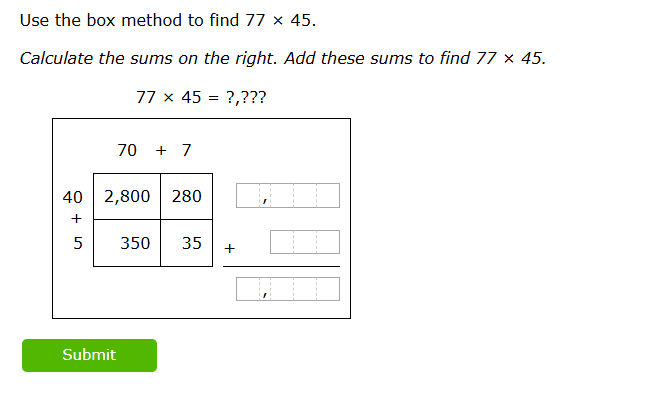 Use the box method to find 77 × 45.
Calculate the sums on the right. Add these sums to find 77 × 45.
77 × 45 = ?,???
70 + 7
40 2,800 280 ,
+
5 350 35 +
,
Submit